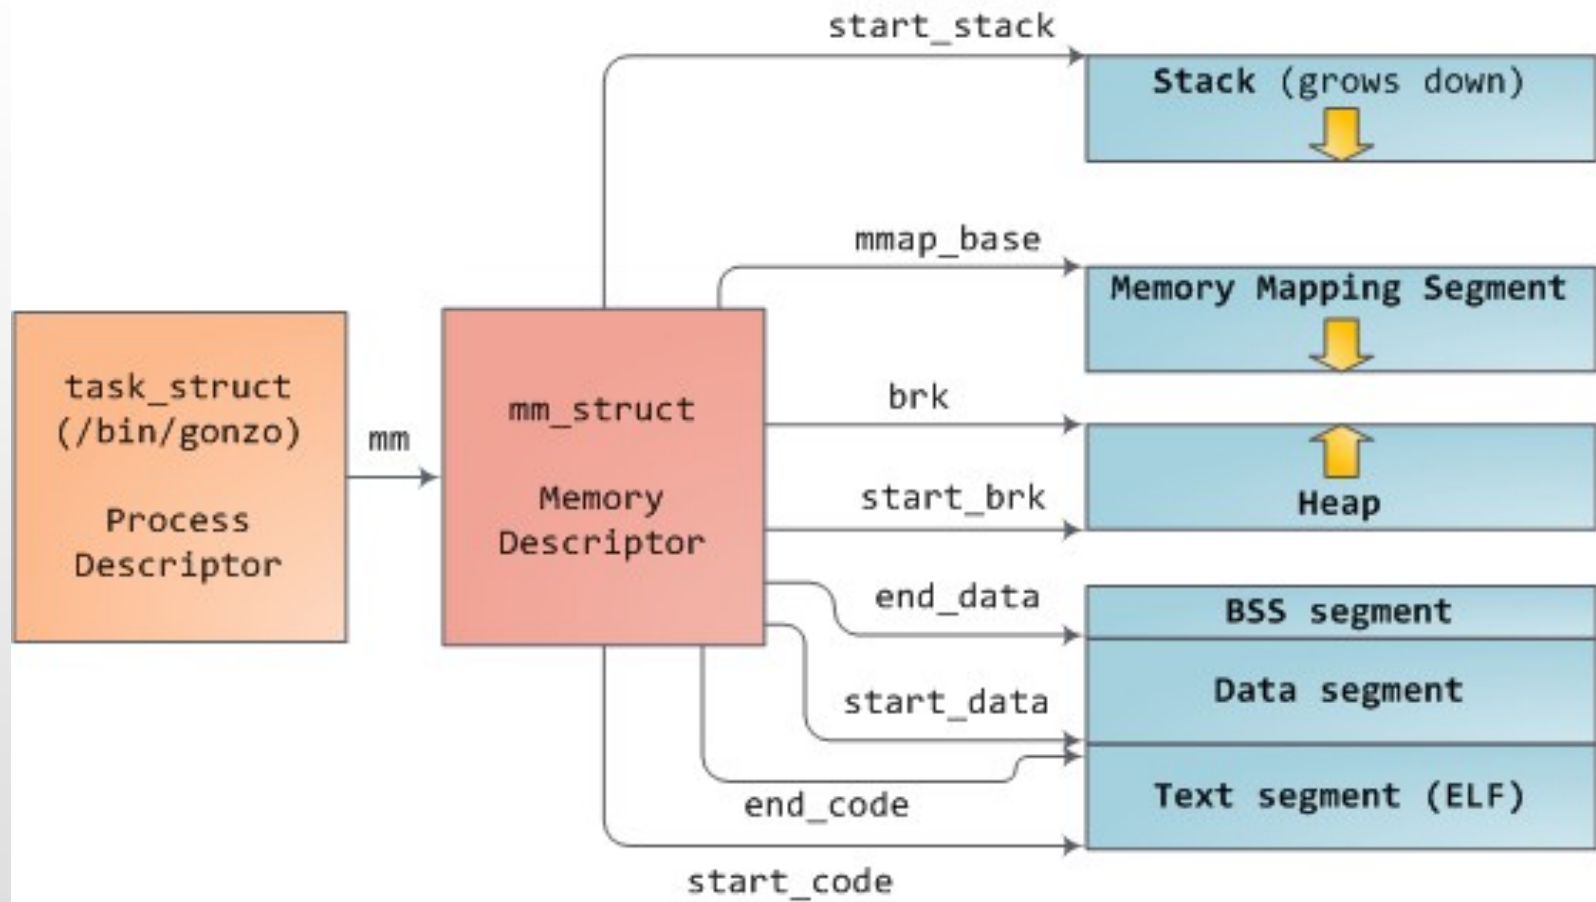 start_stack
Stack (grows down)
mmap_base
Memory Mapping Segment
task_struct
(/bin/gonzo)
Process
Descriptor
mm
mm_struct
Memory
Descriptor
brk
start_brk
Heap
end_data
BSS segment
start_data
Data segment
end_code
Text segment (ELF)
start_code